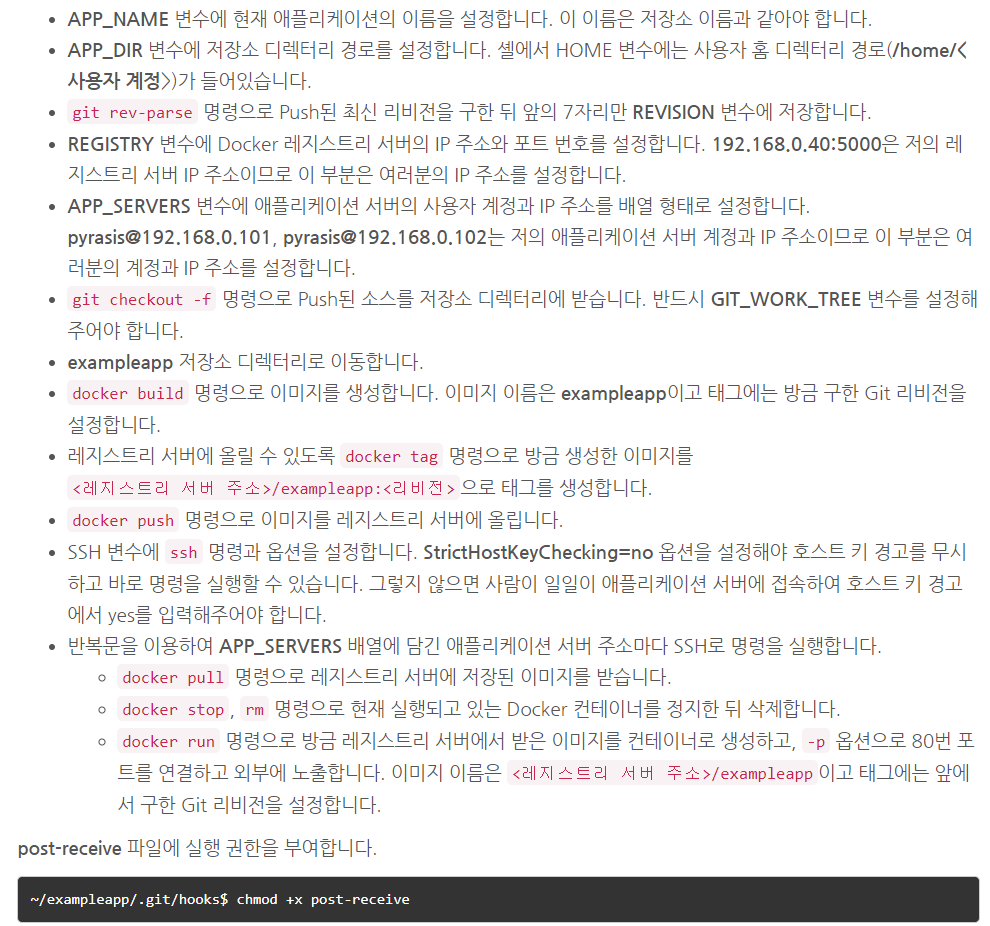 APP_NAME 변수에 현재 애플리케이션의 이름을 설정합니다. 이 이름은 저장소 이름과 같아야 합니다.
APP_DIR 변수에 저장소 디렉터리 경로를 설정합니다. 셸에서 HOME 변수에는 사용자 홈 디렉터리 경로(/home/<
사용자 계정>)가 들어있습니다.
git rev-parse 명령으로 Push된 최신 리비전을 구한 뒤 앞의 7자리만 REVISION 변수에 저장합니다.
REGISTRY 변수에 Docker 레지스트리 서버의 IP 주소와 포트 번호를 설정합니다. 192.168.0.40:5000은 저의 레
지스트리 서버 IP 주소이므로 이 부분은 여러분의 IP 주소를 설정합니다.
APP_SERVERS 변수에 애플리케이션 서버의 사용자 계정과 IP 주소를 배열 형태로 설정합니다.
pyrasis@192.168.0.101, pyrasis@192.168.0.102는 저의 애플리케이션 서버 계정과 IP 주소이므로 이 부분은 여
러분의 계정과 IP 주소를 설정합니다.
git checkout -f 명령으로 Push된 소스를 저장소 디렉터리에 받습니다. 반드시 GIT_WORK_TREE 변수를 설정해
주어야 합니다.
exampleapp 저장소 디렉터리로 이동합니다.
docker build 명령으로 이미지를 생성합니다. 이미지 이름은 exampleapp이고 태그에는 방금 구한 Git 리비전을
설정합니다.
레지스트리 서버에 올릴 수 있도록 docker tag 명령으로 방금 생성한 이미지를
<레지스트리 서버 주소>/exampleapp:<리비전>으로 태그를 생성합니다.
docker push 명령으로 이미지를 레지스트리 서버에 올립니다.
SSH 변수에 ssh 명령과 옵션을 설정합니다. StrictHostKeyChecking=no 옵션을 설정해야 호스트 키 경고를 무시
하고 바로 명령을 실행할 수 있습니다. 그렇지 않으면 사람이 일일이 애플리케이션 서버에 접속하여 호스트 키 경고
에서 yes를 입력해주어야 합니다.
반복문을 이용하여 APP_SERVERS 배열에 담긴 애플리케이션 서버 주소마다 SSH로 명령을 실행합니다.
docker pull 명령으로 레지스트리 서버에 저장된 이미지를 받습니다.
docker stop, rm 명령으로 현재 실행되고 있는 Docker 컨테이너를 정지한 뒤 삭제합니다.
docker run 명령으로 방금 레지스트리 서버에서 받은 이미지를 컨테이너로 생성하고, -p 옵션으로 80번 포
트를 연결하고 외부에 노출합니다. 이미지 이름은 <레지스트리 서버 주소>/exampleapp이고 태그에는 앞에
서 구한 Git 리비전을 설정합니다.
post-receive 파일에 실행 권한을 부여합니다.
~/exampleapp/.git/hooks$ chmod +x post-receive